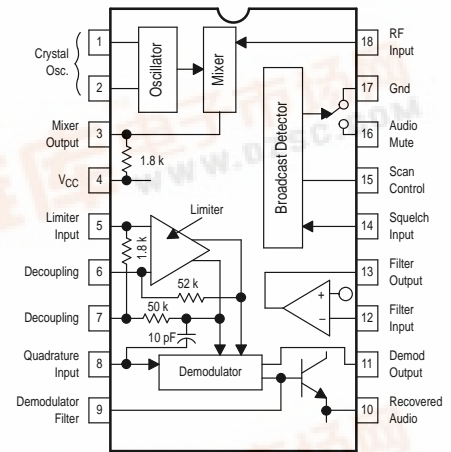 Crystal
Osc.
1
2
Mixer
Output
3
V_CC
4
Limiter
Input
5
Decoupling
6
Decoupling
7
Quadrature
Input
8
Demodulator
Filter
9
Oscillator
Mixer
1.8 k
Limiter
1.8 k
52 k
50 k
10 pF
Demodulator
Broadcast Detector
+
–
18
RF
Input
17
Gnd
16
Audio
Mute
15
Scan
Control
14
Squelch
Input
13
Filter
Output
12
Filter
Input
11
Demod
Output
10
Recovered
Audio